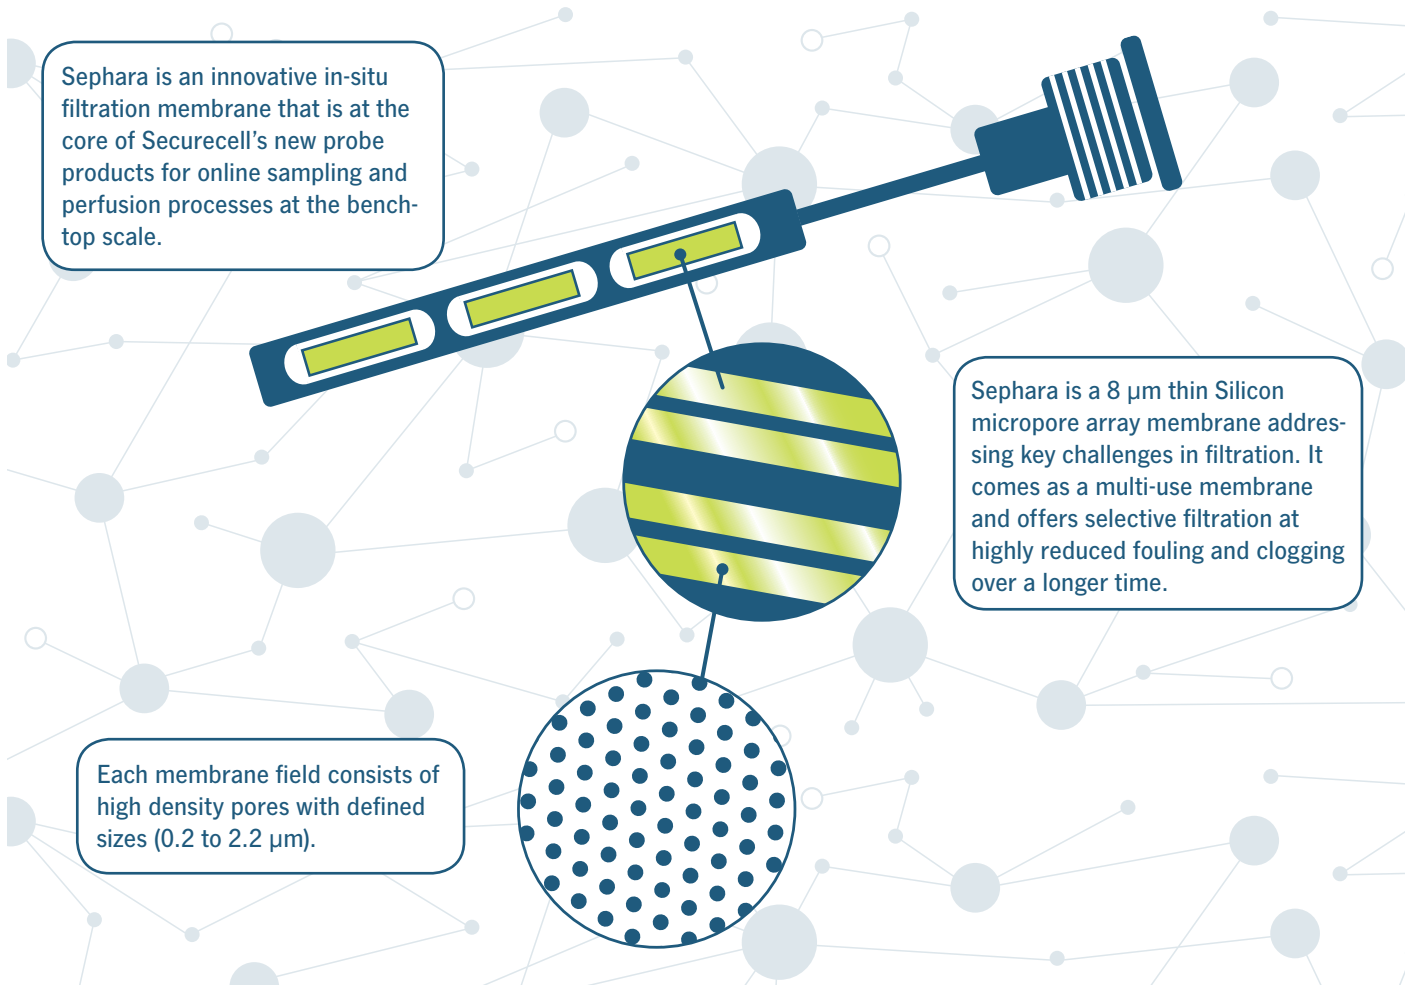 Sephara is an innovative in-situ
filtration membrane that is at the
core of Securecell’s new probe
products for online sampling and
perfusion processes at the bench-
top scale.
Sephara is a 8 µm thin Silicon
micropore array membrane addres-
sing key challenges in filtration. It
comes as a multi-use membrane
and offers selective filtration at
highly reduced fouling and clogging
over a longer time.
Each membrane field consists of
high density pores with defined
sizes (0.2 to 2.2 µm).